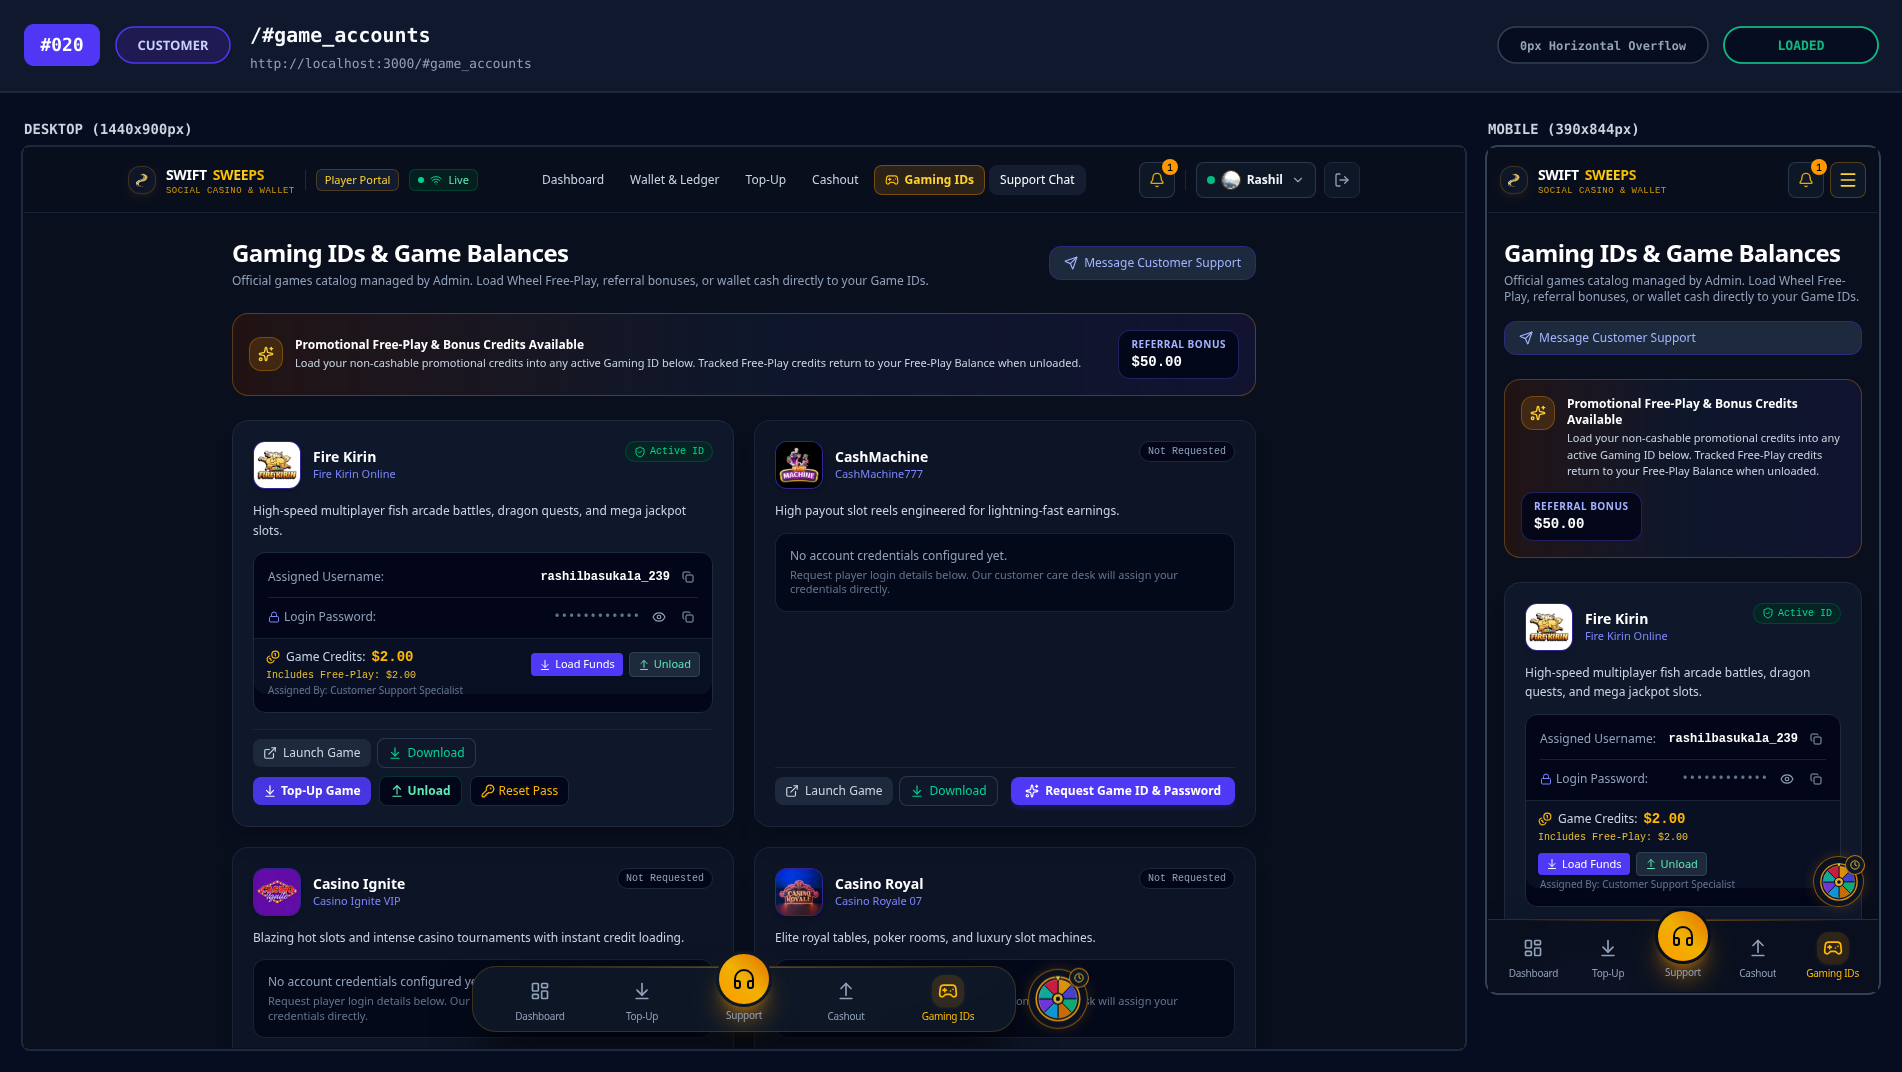 #020
CUSTOMER
/#game_accounts
http://localhost:3000/#game_accounts
0px Horizontal Overflow
LOADED
DESKTOP (1440x900px)
SWIFT SWEEPS
SOCIAL CASINO & WALLET
Player Portal
Live
Dashboard
Wallet & Ledger
Top-Up
Cashout
Gaming IDs
Support Chat
1
Rashil
Gaming IDs & Game Balances
Official games catalog managed by Admin. Load Wheel Free-Play, referral bonuses, or wallet cash directly to your Game IDs.
Message Customer Support
Promotional Free-Play & Bonus Credits Available
Load your non-cashable promotional credits into any active Gaming ID below. Tracked Free-Play credits return to your Free-Play Balance when unloaded.
REFERRAL BONUS
$50.00
FIRE KIRIN
Fire Kirin
Fire Kirin Online
Active ID
High-speed multiplayer fish arcade battles, dragon quests, and mega jackpot
slots.
Assigned Username:
rashilbasukala_239
Login Password:
••••••••••••
Game Credits: $2.00
Includes Free-Play: $2.00
Assigned By: Customer Support Specialist
Load Funds
Unload
Launch Game
Download
Top-Up Game
Unload
Reset Pass
MACHINE
CashMachine
CashMachine777
Not Requested
High payout slot reels engineered for lightning-fast earnings.
No account credentials configured yet.
Request player login details below. Our customer care desk will assign your
credentials directly.
Launch Game
Download
Request Game ID & Password
CASINO
Ignite
Casino Ignite
Casino Ignite VIP
Not Requested
Blazing hot slots and intense casino tournaments with instant credit loading.
No account credentials configured ye
Request player login details below. Our
credentials directly.
CASINO
ROYALE
Casino Royal
Casino Royale 07
Not Requested
Elite royal tables, poker rooms, and luxury slot machines.
sk will assign your
Dashboard
Top-Up
Support
Cashout
Gaming IDs
MOBILE (390x844px)
SWIFT SWEEPS
SOCIAL CASINO & WALLET
1
Gaming IDs & Game Balances
Official games catalog managed by Admin. Load Wheel Free-
Play, referral bonuses, or wallet cash directly to your Game IDs.
Message Customer Support
Promotional Free-Play & Bonus Credits
Available
Load your non-cashable promotional credits into any
active Gaming ID below. Tracked Free-Play credits
return to your Free-Play Balance when unloaded.
REFERRAL BONUS
$50.00
FIRE KIRIN
Fire Kirin
Fire Kirin Online
Active ID
High-speed multiplayer fish arcade battles, dragon
quests, and mega jackpot slots.
Assigned Username:
rashilbasukala_239
Login Password:
••••••••••••
Game Credits: $2.00
Includes Free-Play: $2.00
Load Funds
Unload
Assigned By: Customer Support Specialist
Dashboard
Top-Up
Support
Cashout
Gaming IDs